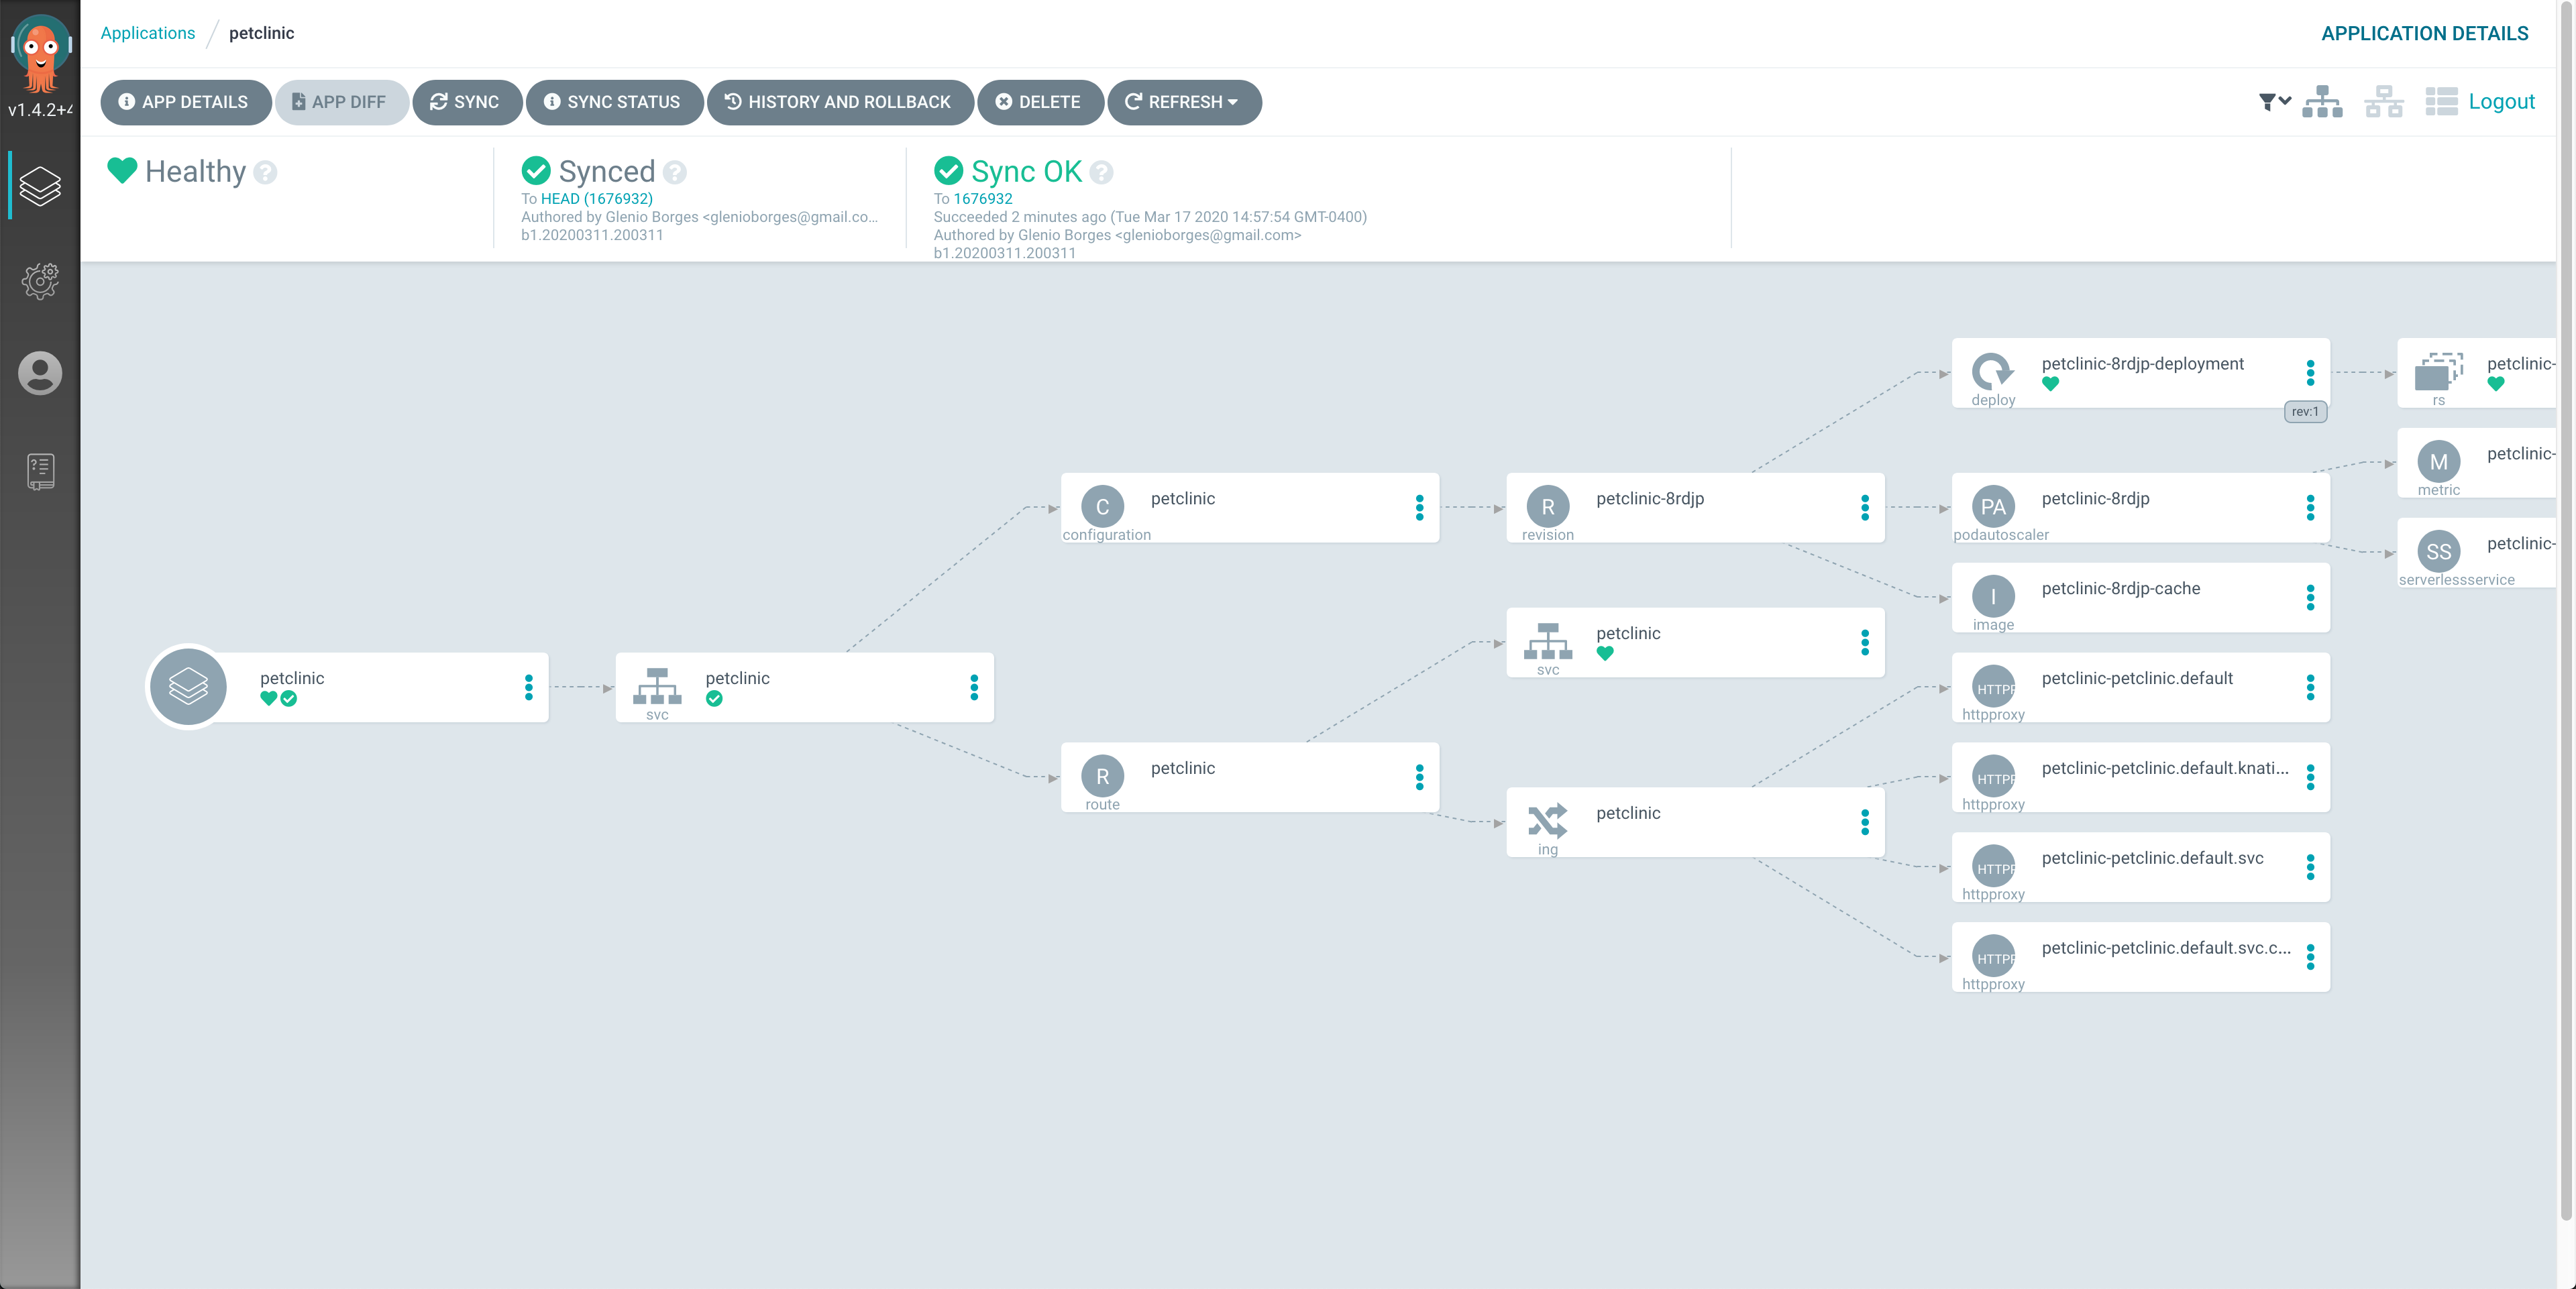 v1.4.2+4
Applications / petclinic
APPLICATION DETAILS
APP DETAILS
APP DIFF
SYNC
SYNC STATUS
HISTORY AND ROLLBACK
DELETE
REFRESH
Logout
Healthy ?
Synced ?
To HEAD (1676932)
Authored by Glenio Borges <glenioborges@gmail.co...
b1.20200311.200311
Sync OK ?
To 1676932
Succeeded 2 minutes ago (Tue Mar 17 2020 14:57:54 GMT-0400)
Authored by Glenio Borges <glenioborges@gmail.com>
b1.20200311.200311
petclinic
petclinic
svc
C
configuration
petclinic
R
route
petclinic
R
revision
petclinic-8rdjp
petclinic
svc
petclinic
ing
petclinic-8rdjp-deployment
deploy
rev:1
PA
podautoscaler
petclinic-8rdjp
I
image
petclinic-8rdjp-cache
HTTPP
httpproxy
petclinic-petclinic.default
HTTPP
httpproxy
petclinic-petclinic.default.knati...
HTTPP
httpproxy
petclinic-petclinic.default.svc
HTTPP
httpproxy
petclinic-petclinic.default.svc.c...
petclinic-
rs
M
metric
petclinic-
SS
serverlessservice
petclinic-